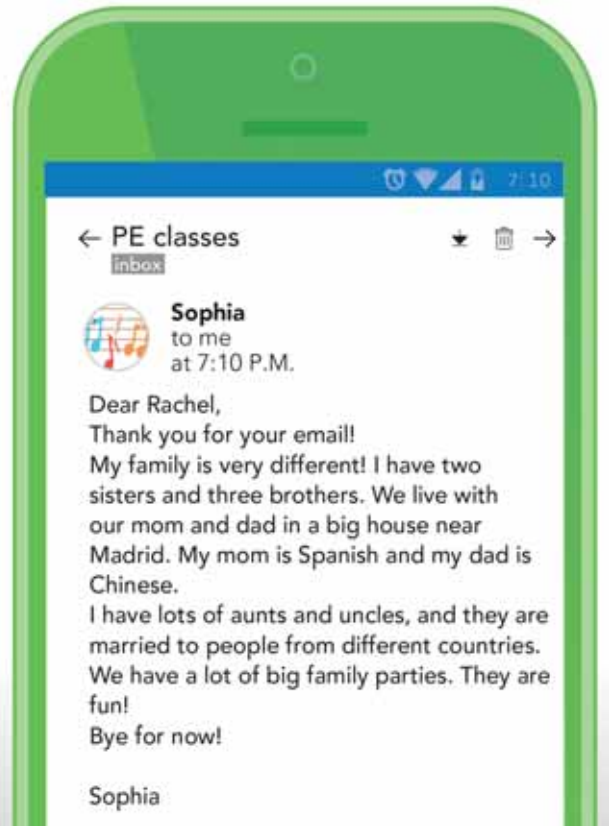 7:10
← PE classes
inbox
Sophia
to me
at 7:10 P.M.
Dear Rachel,
Thank you for your email!
My family is very different! I have two
sisters and three brothers. We live with
our mom and dad in a big house near
Madrid. My mom is Spanish and my dad is
Chinese.
I have lots of aunts and uncles, and they are
married to people from different countries.
We have a lot of big family parties. They are
fun!
Bye for now!
Sophia